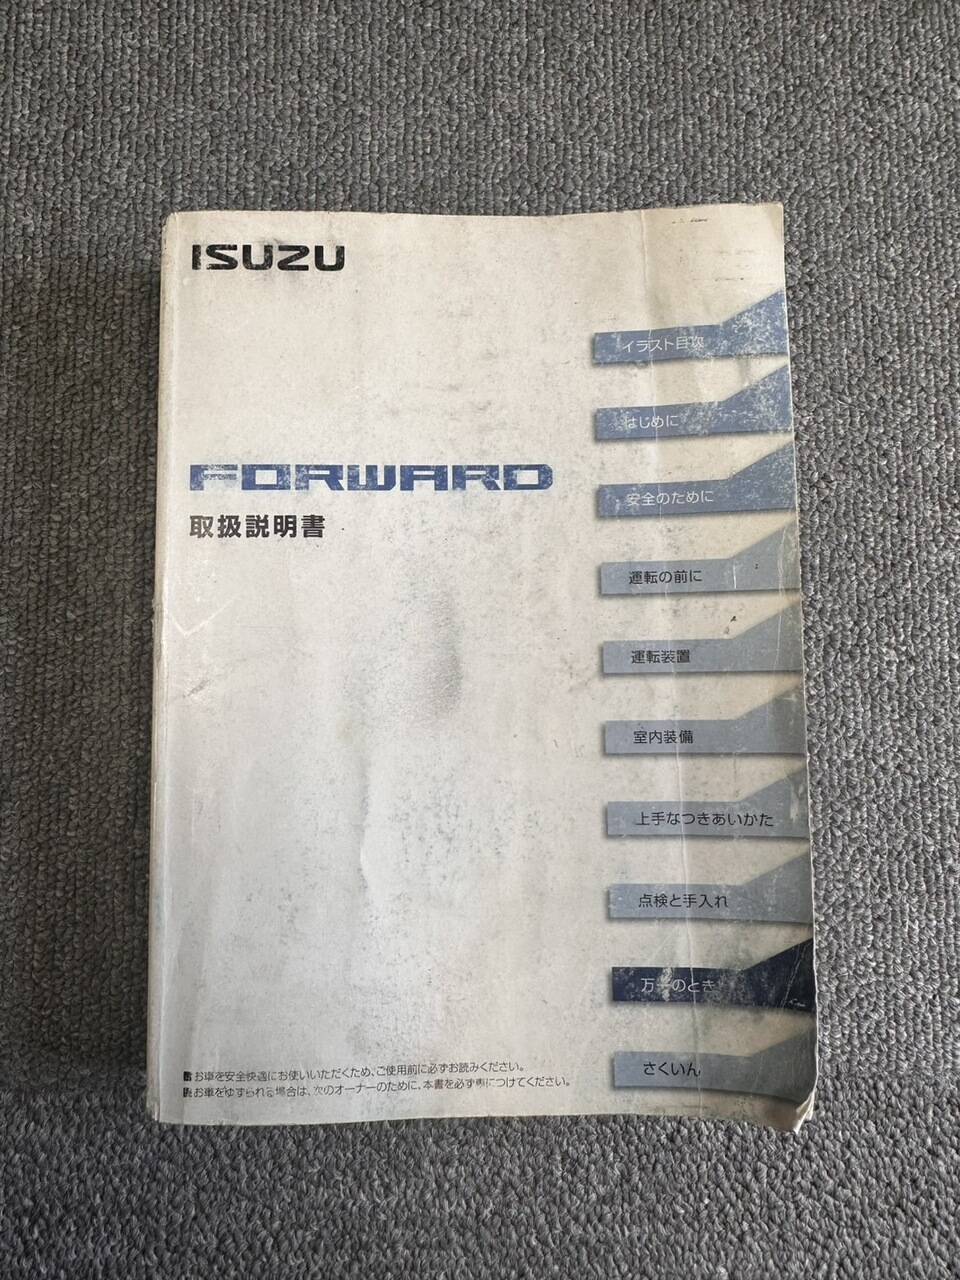 ISUZU
イラスト目次
はじめに
FORWARD
取扱説明書
安全のために
運転の前に
運転装置
室内装備
上手なつきあいかた
点検と手入れ
万一のとき
さくいん
お車を安全快適にお使いいただくため、ご使用前に必ずお読みください。
お車をゆずられる場合は、次のオーナーのために、本書を必ず車につけてください。